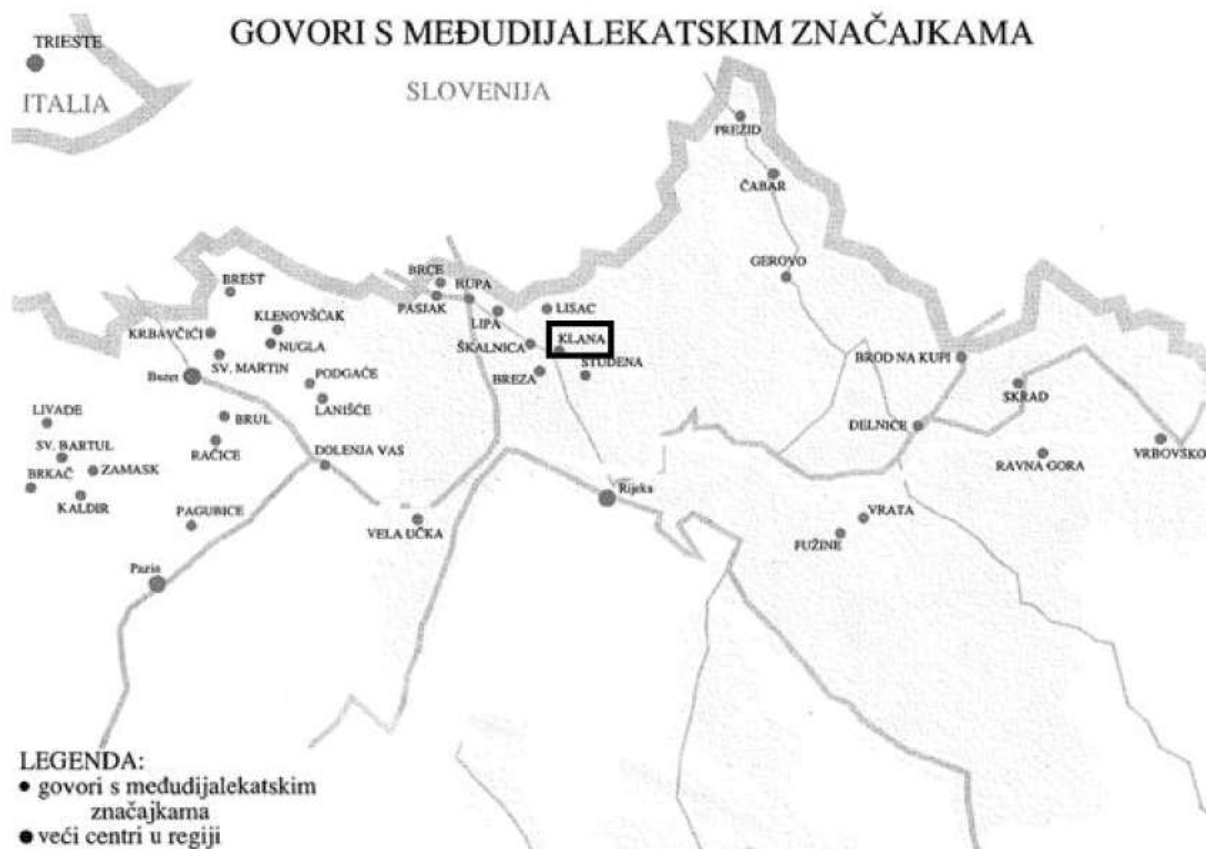 GOVORI S MEĐUDIJALEKATSKIM ZNAČAJKAMA
TRIESTE
ITALIA
SLOVENIJA
PREZID
ČABAR
GEROVO
BREST
BRCE
RUPA
PASJAK
LISAC
LIPA
KLENOVŠĆAK
KRBAVČIĆI
NUGLA
ŠKALNICA
KLANA
SV. MARTIN
BROD NA KUPI
Buzet
PODGAĆE
BREZA
STUDENA
SKRAD
LIVADE
BRUL
LANIŠĆE
DELNICE
SV. BARTUL
RAČICE
DOLENJA VAS
RAVNA GORA
VRBOVSKO
BRKAČ
ZAMASK
KALDIR
Rijeka
PAGUBICE
VELA UČKA
VRATA
FUŽINE
Pazin
LEGENDA:
govori s međudijalekatskim
značajkama
veći centri u regiji